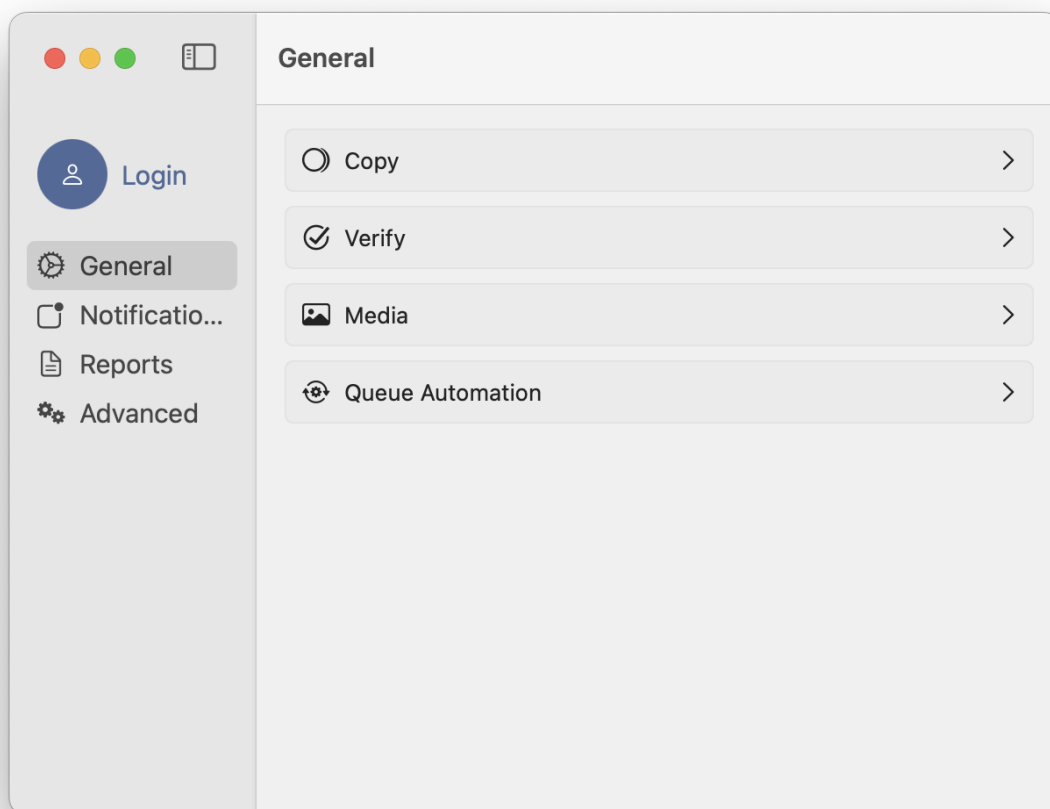 General
Login
General
Notificatio...
Reports
Advanced
Copy
Verify
Media
Queue Automation